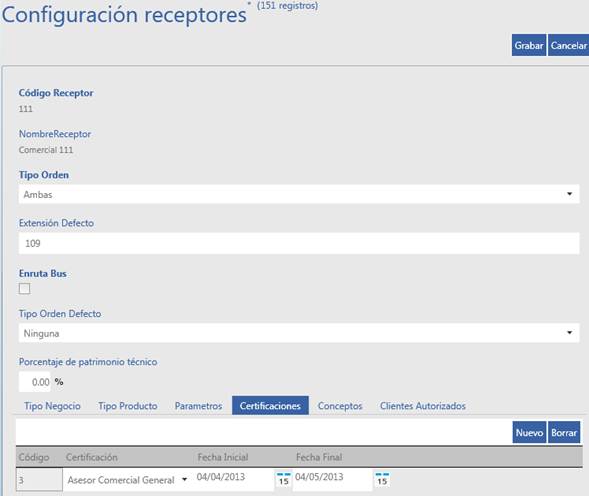 Configuración receptores* (151 registros)
Grabar Cancelar
Código Receptor
111
NombreReceptor
Comercial 111
Tipo Orden
Ambas
Extensión Defecto
109
Enruta Bus
Tipo Orden Defecto
Ninguna
Porcentaje de patrimonio técnico
0.00 %
Tipo Negocio Tipo Producto Parametros Certificaciones Conceptos Clientes Autorizados
Nuevo Borrar
Código Certificación Fecha Inicial Fecha Final
3 Asesor Comercial General 04/04/2013 15 04/05/2013 15